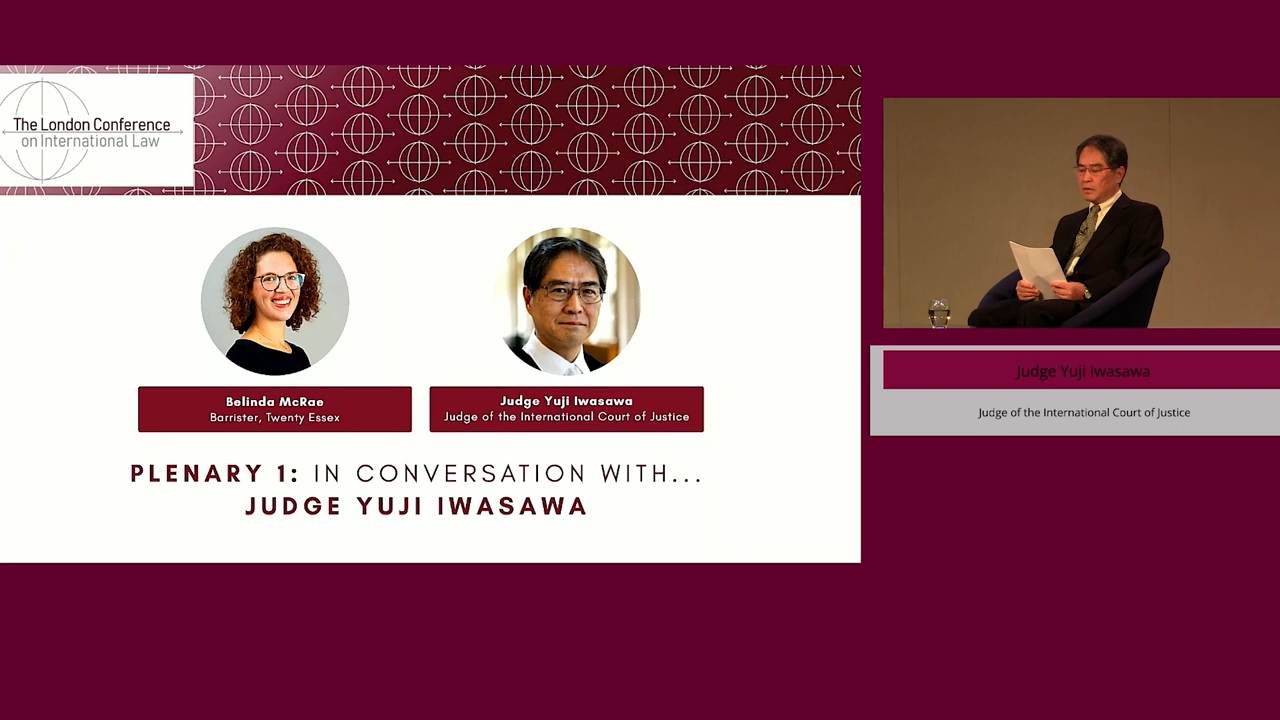 The London Conference
on International Law
Belinda McRae
Barrister, Twenty Essex
Judge Yuji Iwasawa
Judge of the International Court of Justice
PLENARY 1: IN CONVERSATION WITH...
JUDGE YUJI IWASAWA
Judge Yuji Iwasawa
Judge of the International Court of Justice